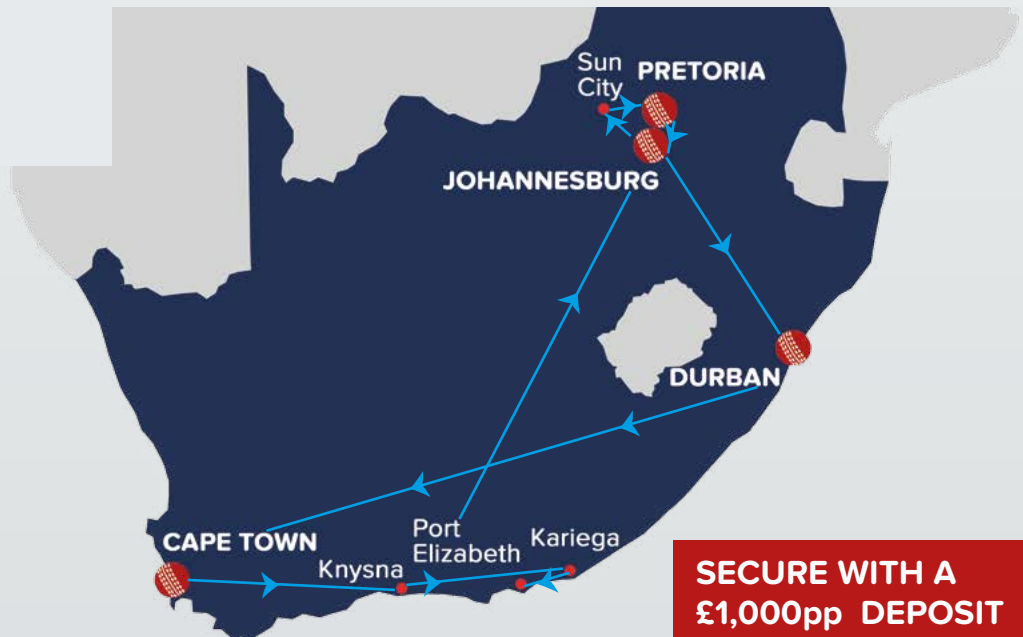 Sun
City
PRETORIA
JOHANNESBURG
DURBAN
CAPE TOWN
Knysna
Port
Elizabeth
Kariega
SECURE WITH A
£1,000pp DEPOSIT